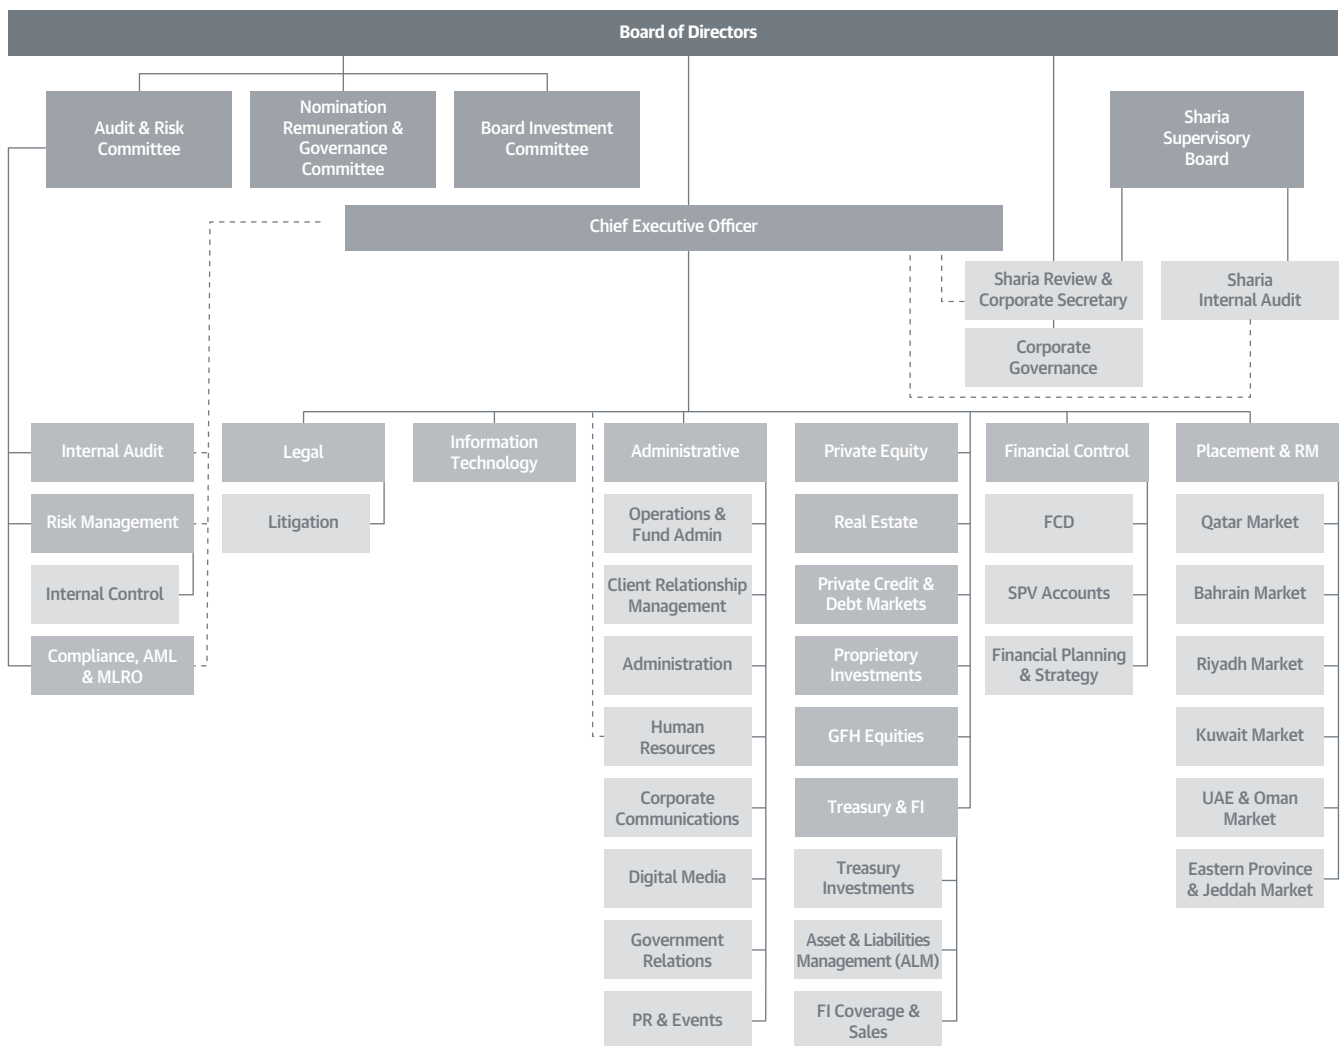 Board of Directors
Audit & Risk
Committee
Nomination
Remuneration &
Governance
Committee
Board Investment
Committee
Sharia
Supervisory
Board
Chief Executive Officer
Sharia Review &
Corporate Secretary
Sharia
Internal Audit
Corporate
Governance
Internal Audit
Risk Management
Internal Control
Compliance, AML
& MLRO
Legal
Litigation
Information
Technology
Administrative
Operations &
Fund Admin
Client Relationship
Management
Administration
Human
Resources
Corporate
Communications
Digital Media
Government
Relations
PR & Events
Private Equity
Real Estate
Private Credit &
Debt Markets
Proprietory
Investments
GFH Equities
Treasury & FI
Treasury
Investments
Asset & Liabilities
Management (ALM)
FI Coverage &
Sales
Financial Control
FCD
SPV Accounts
Financial Planning
& Strategy
Placement & RM
Qatar Market
Bahrain Market
Riyadh Market
Kuwait Market
UAE & Oman
Market
Eastern Province
& Jeddah Market